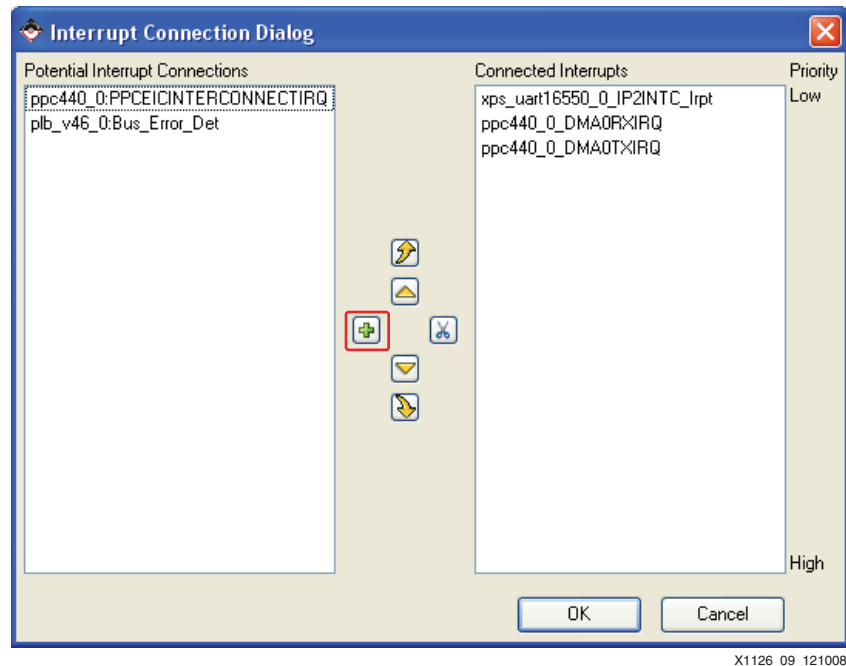 Interrupt Connection Dialog
Potential Interrupt Connections
ppc440_0:PPCEICINTERCONNECTIRQ
plb_v46_0:Bus_Error_Det
Connected Interrupts
xps_uart16550_0_IP2INTC_Irpt
ppc440_0_DMA0RXIRQ
ppc440_0_DMA0TXIRQ
Priority
Low
High
OK
Cancel
X1126_09_121008